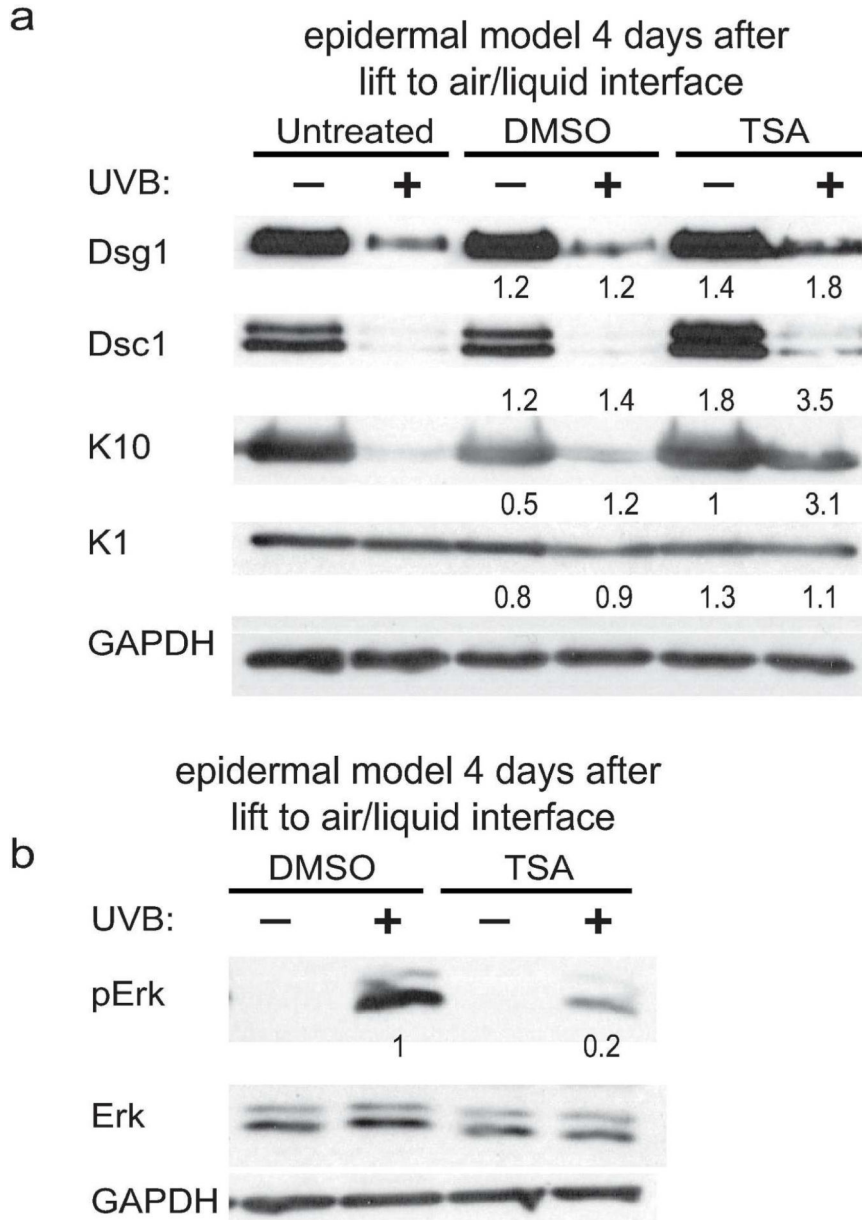 a
epidermal model 4 days after
lift to air/liquid interface
Untreated DMSO TSA
UVB: − + − + − +
Dsg1
1.2 1.2 1.4 1.8
Dsc1
1.2 1.4 1.8 3.5
K10
0.5 1.2 1 3.1
K1
0.8 0.9 1.3 1.1
GAPDH
epidermal model 4 days after
lift to air/liquid interface
b
DMSO TSA
UVB: − + − +
pErk
1 0.2
Erk
GAPDH